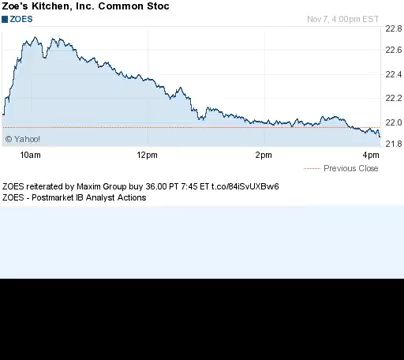 Zoe's Kitchen, Inc. Common Stoc
ZOES
Nov 7, 4:00pm EST
22.8
22.6
22.4
22.2
22.0
21.8
© Yahoo!
10am
12pm
2pm
4pm
Previous Close
ZOES reiterated by Maxim Group buy 36.00 PT 7:45 ET t.co/84iSvUXBw6
ZOES - Postmarket IB Analyst Actions